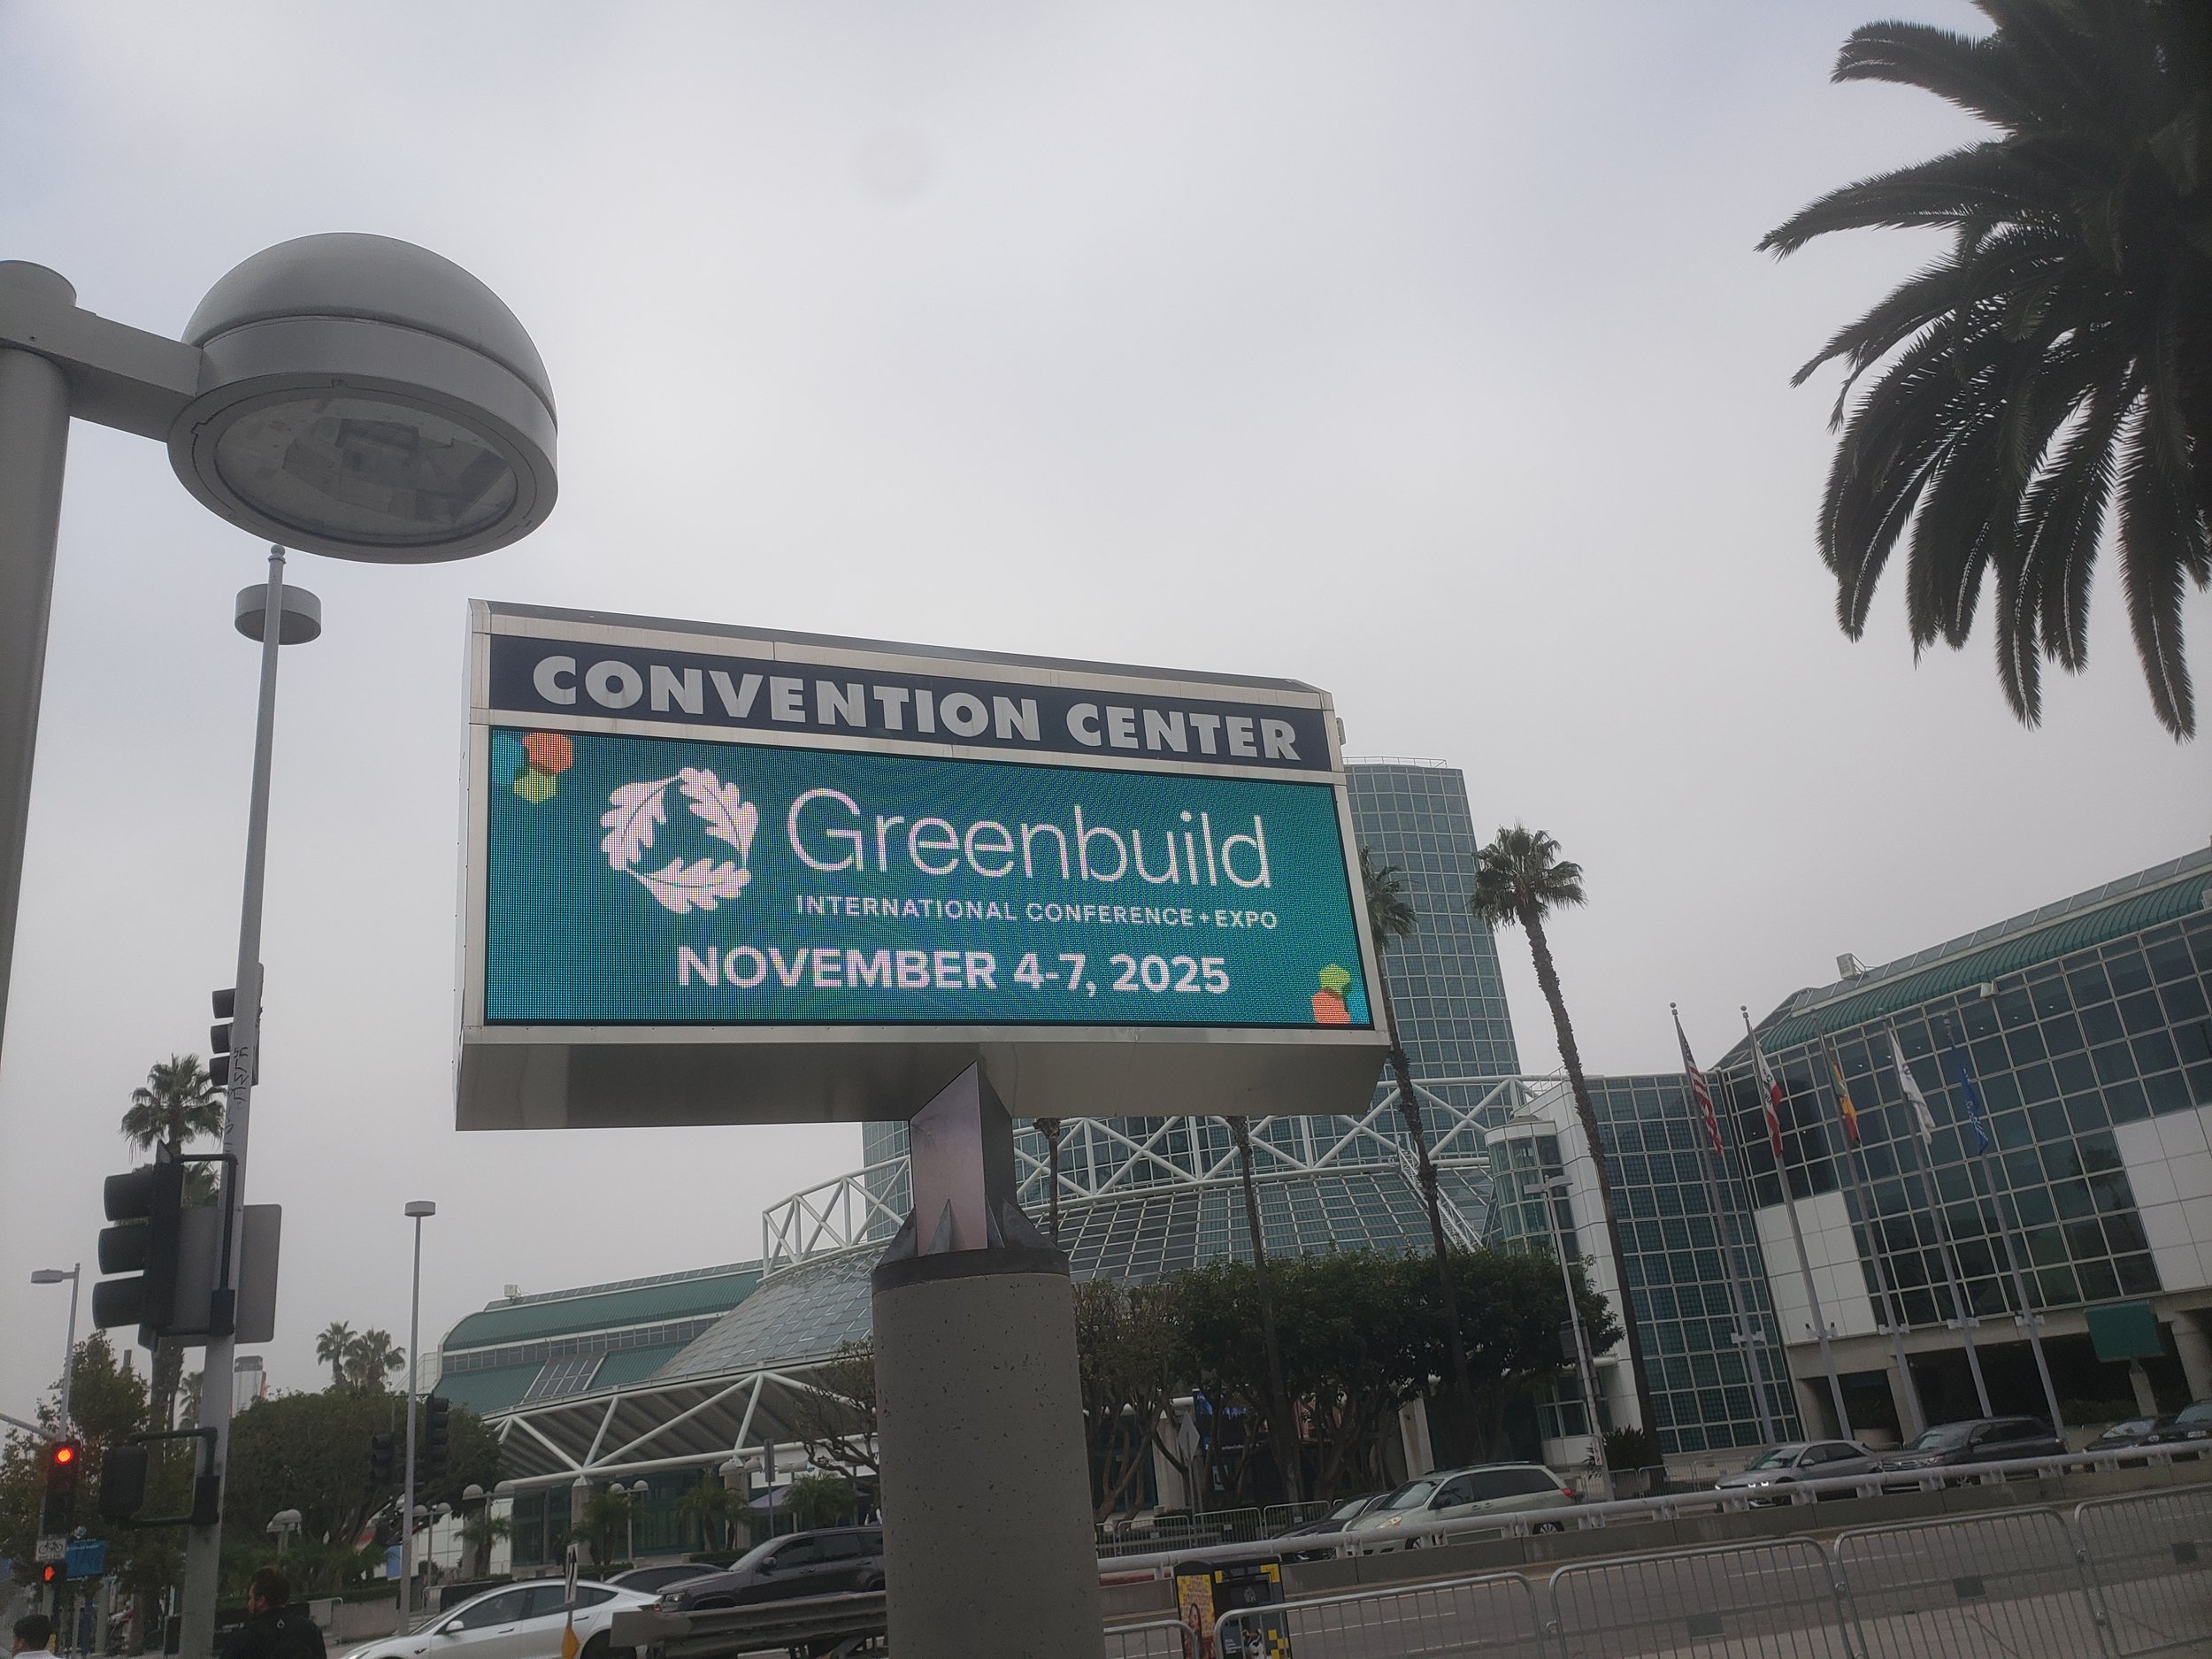 CONVENTION CENTER
Greenbuild
INTERNATIONAL CONFERENCE + EXPO
NOVEMBER 4-7, 2025